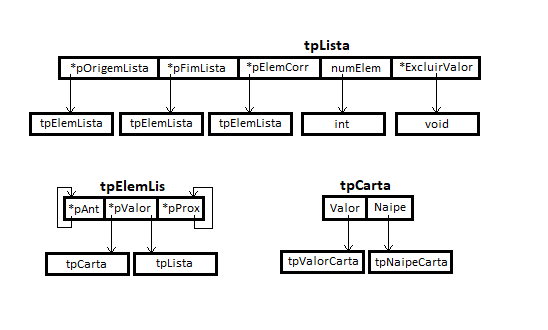 tpLista
*pOrigemLista *pFimLista *pElemCorr numElem *ExcluirValor
tpElemLista tpElemLista tpElemLista int void
tpElemLis
*pAnt *pValor *pProx
tpCarta tpLista
tpCarta
Valor Naipe
tpValorCarta tpNaipeCarta